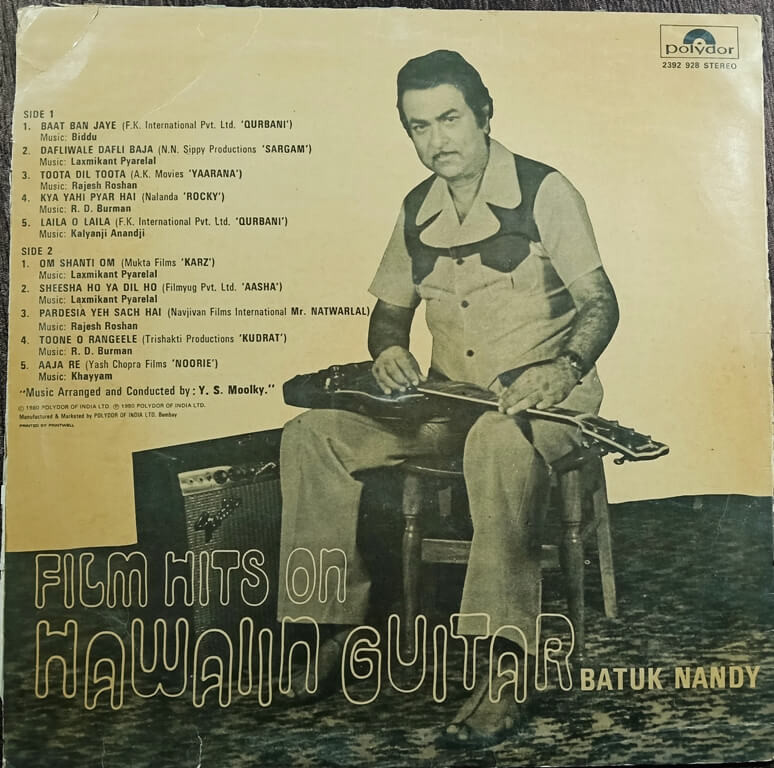 polydor
2392 928 STEREO
SIDE 1
1. BAAT BAN JAYE (F.K. International Pvt. Ltd. 'QURBANI')
Music: Biddu
2. DAFLIWALE DAFLI BAJA (N.N. Sippy Productions 'SARGAM')
Music: Laxmikant Pyarelal
3. TOOTA DIL TOOTA (A.K. Movies 'YAARANA')
Music: Rajesh Roshan
4. KYA YAHI PYAR HAI (Nalanda 'ROCKY')
Music: R. D. Burman
5. LAILA O LAILA (F.K. International Pvt. Ltd. 'QURBANI')
Music: Kalyanji Anandji
SIDE 2
1. OM SHANTI OM (Mukta Films 'KARZ')
Music: Laxmikant Pyarelal
2. SHEESHA HO YA DIL HO (Filmyug Pvt. Ltd. 'AASHA')
Music: Laxmikant Pyarelal
3. PARDESIA YEH SACH HAI (Navjivan Films International Mr. NATWARLAL)
Music: Rajesh Roshan
4. TOONE O RANGEELE (Trishakti Productions 'KUDRAT')
Music: R. D. Burman
5. AAJA RE (Yash Chopra Films 'NOORIE')
Music: Khayyam
"Music Arranged and Conducted by: Y. S. Moolky."
© 1980 POLYDOR OF INDIA LTD. ℗ 1980 POLYDOR OF INDIA LTD.
Manufactured & Marketed by POLYDOR OF INDIA LTD. Bombay
PRINTED BY PRINTWELL
FILM HITS ON
HAWAIIN GUITAR
BATUK NANDY